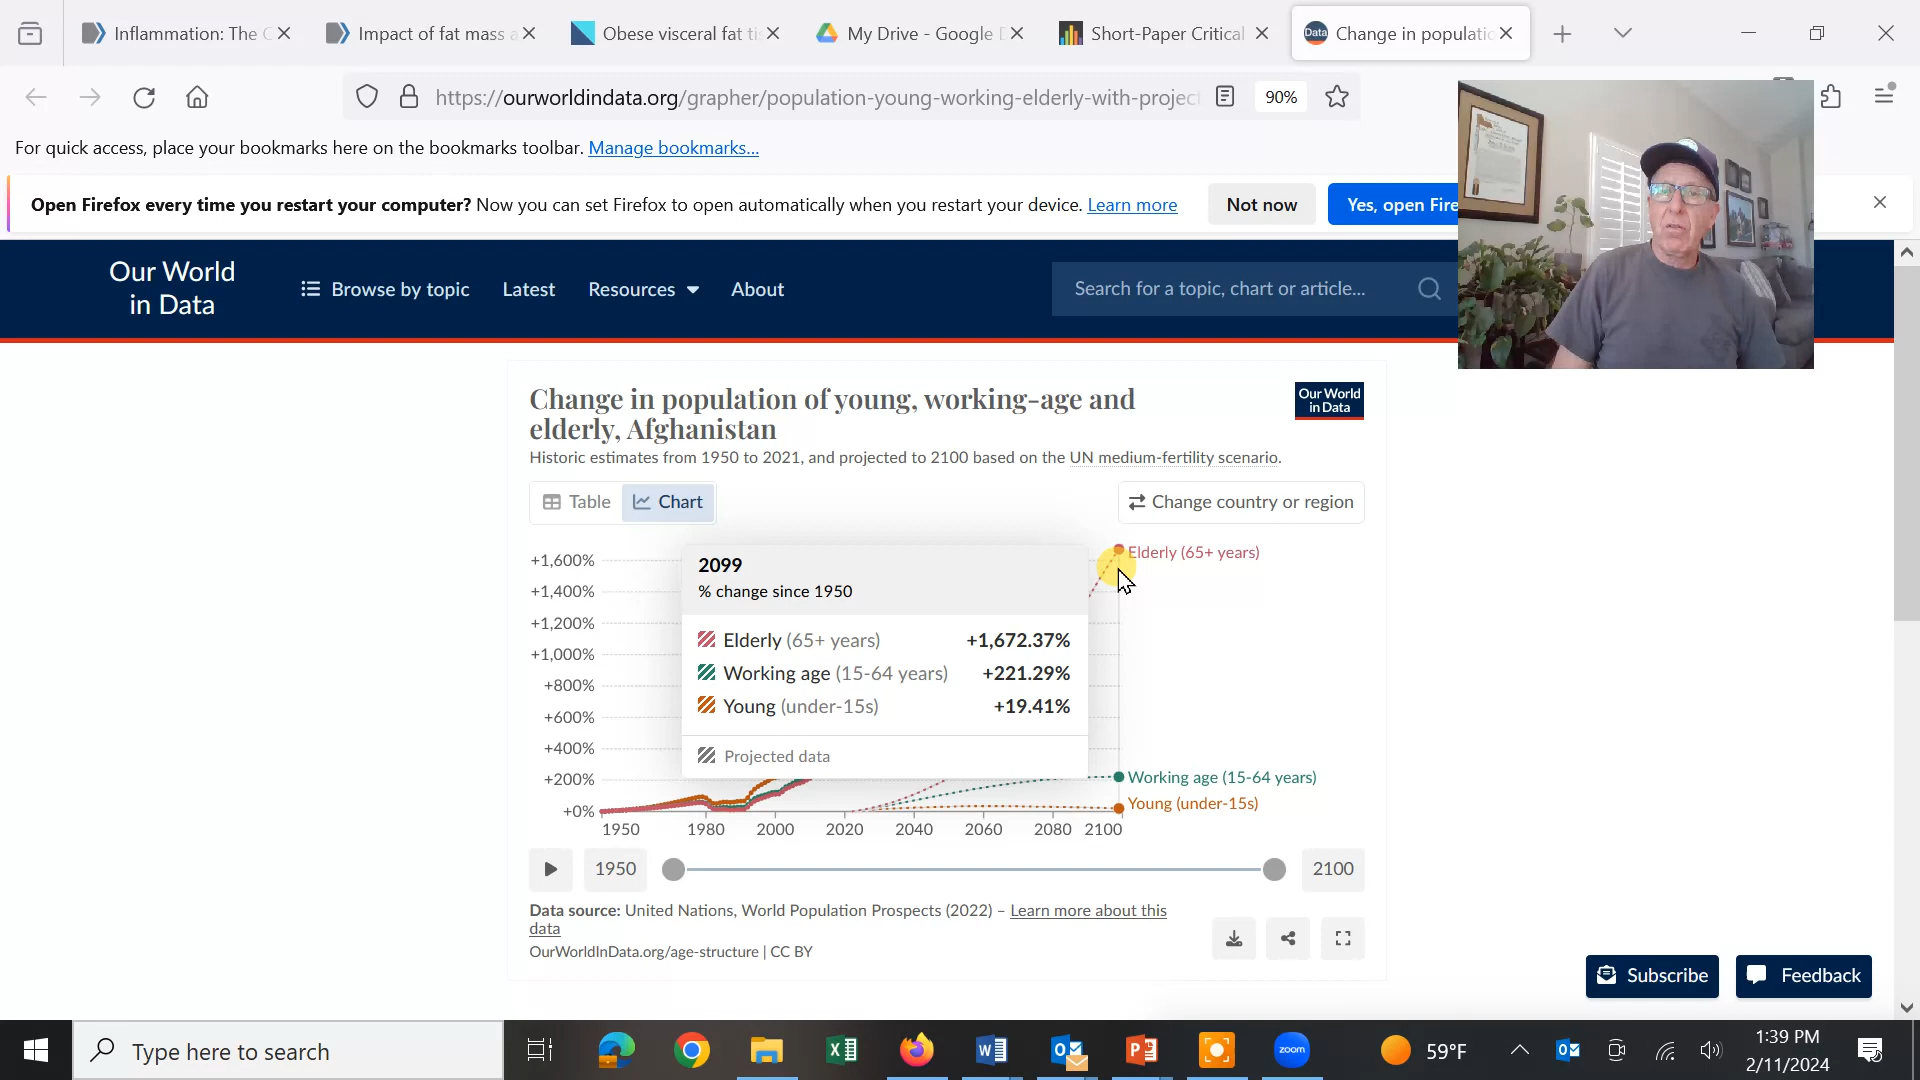 Inflammation: The C
Impact of fat mass a
Obese visceral fat tis
My Drive - Google D
Short-Paper Critical
Data
Change in populatio
https://ourworldindata.org/grapher/population-young-working-elderly-with-project
90%
For quick access, place your bookmarks here on the bookmarks toolbar. Manage bookmarks...
Open Firefox every time you restart your computer? Now you can set Firefox to open automatically when you restart your device. Learn more
Not now
Yes, open Fire
Our World
in Data
Browse by topic
Latest
Resources
About
Search for a topic, chart or article...
Change in population of young, working-age and
elderly, Afghanistan
Our World
in Data
Historic estimates from 1950 to 2021, and projected to 2100 based on the UN medium-fertility scenario.
Table
Chart
Change country or region
+1,600%
+1,400%
+1,200%
+1,000%
+800%
+600%
+400%
+200%
+0%
2099
% change since 1950
Elderly (65+ years) +1,672.37%
Working age (15-64 years) +221.29%
Young (under-15s) +19.41%
Projected data
Elderly (65+ years)
Working age (15-64 years)
Young (under-15s)
1950 1980 2000 2020 2040 2060 2080 2100
1950
2100
Data source: United Nations, World Population Prospects (2022) – Learn more about this
data
OurWorldInData.org/age-structure | CC BY
Subscribe
Feedback
Type here to search
zoom
59°F
1:39 PM
2/11/2024